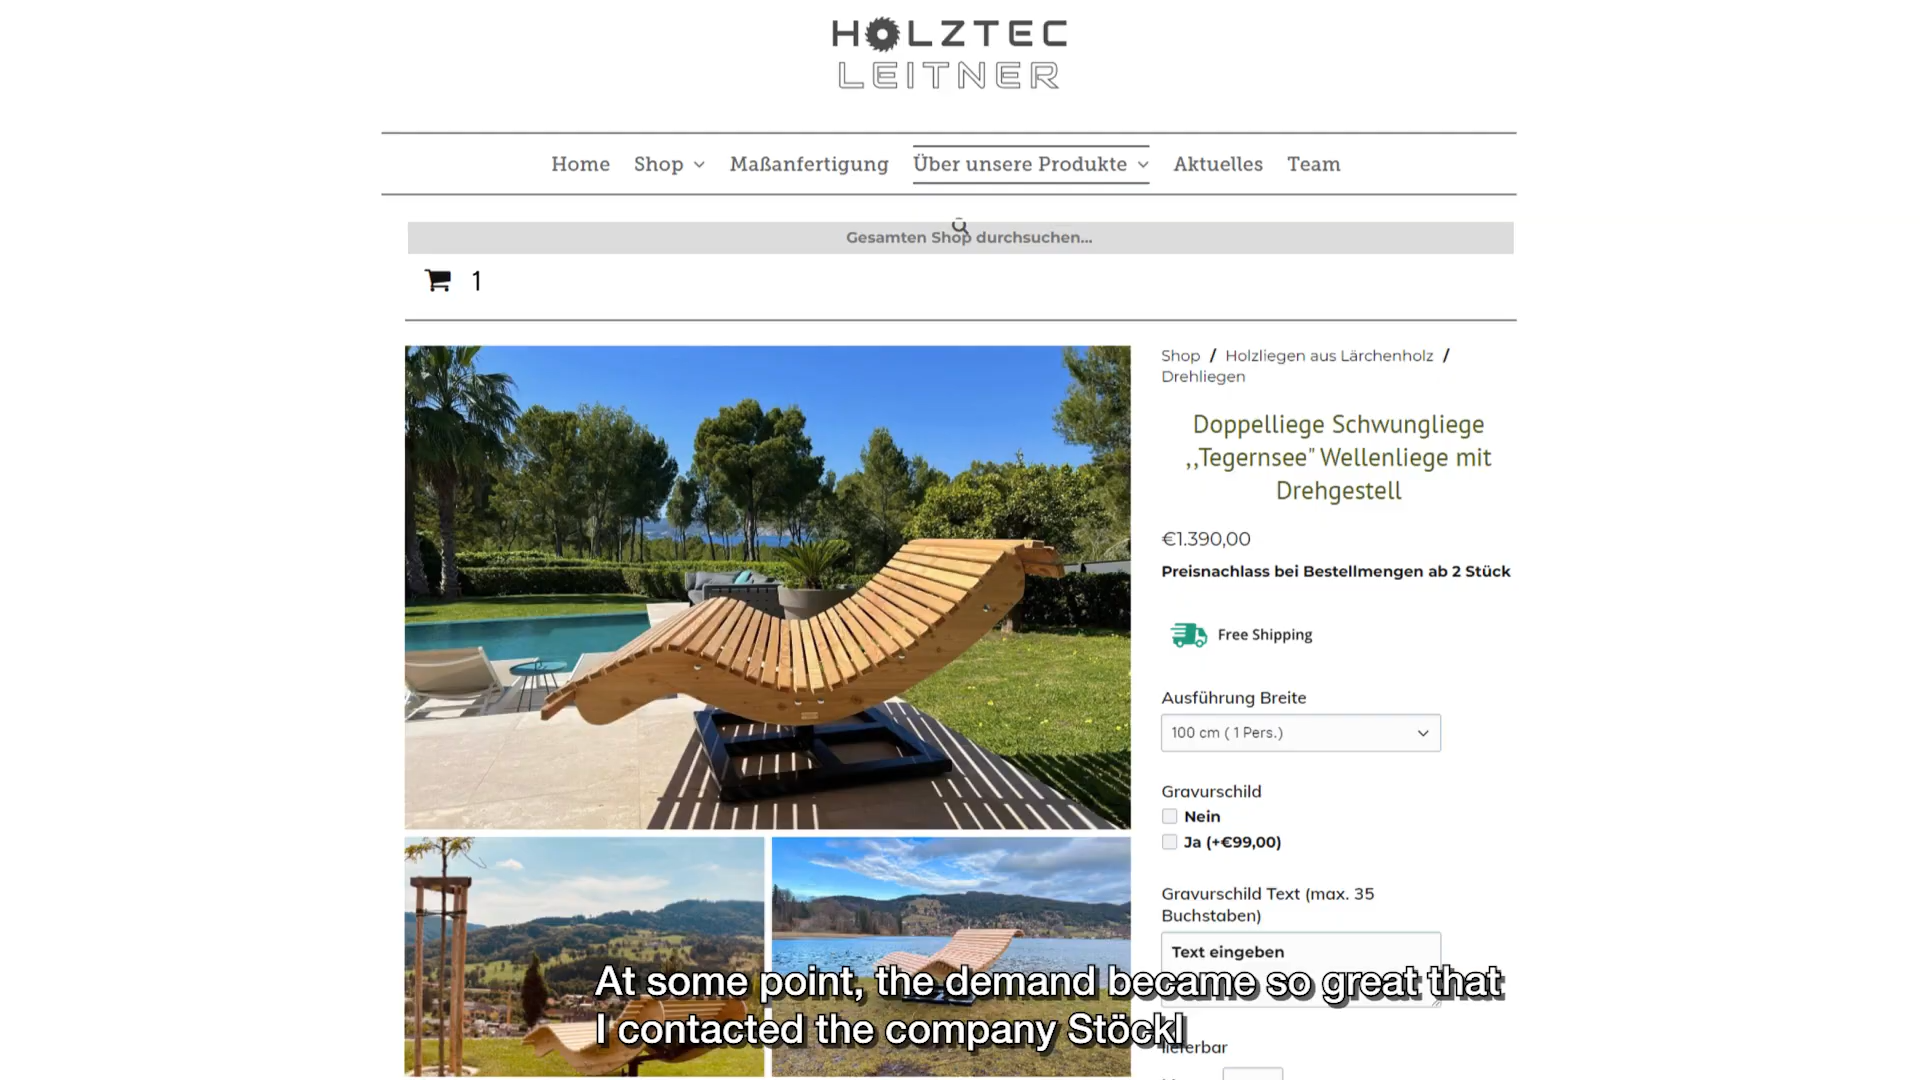 HOLZTEC
LEITNER
Home Shop Maßanfertigung Über unsere Produkte Aktuelles Team
Gesamten Shop durchsuchen...
1
Shop / Holzliegen aus Lärchenholz /
Drehliegen
Doppelliege Schwungliege
,,Tegernsee" Wellenliege mit
Drehgestell
€1.390,00
Preisnachlass bei Bestellmengen ab 2 Stück
Free Shipping
Ausführung Breite
100 cm ( 1 Pers.)
Gravurschild
Nein
Ja (+€99,00)
Gravurschild Text (max. 35
Buchstaben)
Text eingeben
At some point, the demand became so great that
I contacted the company Stöckl
lieferbar